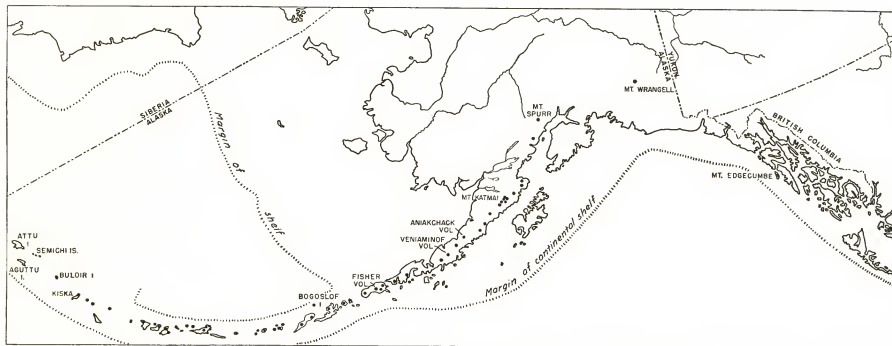 SIBERIA
ALASKA
Margin of
shelf
YUKON
ALASKA
MT. WRANGELL
MT.
SPURR
BRITISH COLUMBIA
MT. EDGECUMBE
MT. KATMAI
ANIAKCHACK
VOL.
VENIAMINOF
VOL.
FISHER
VOL.
BOGOSLOF
I.
Margin of continental shelf
ATTU
I.
SEMICHI IS.
AGUTTU
I.
BULOIR I
KISKA